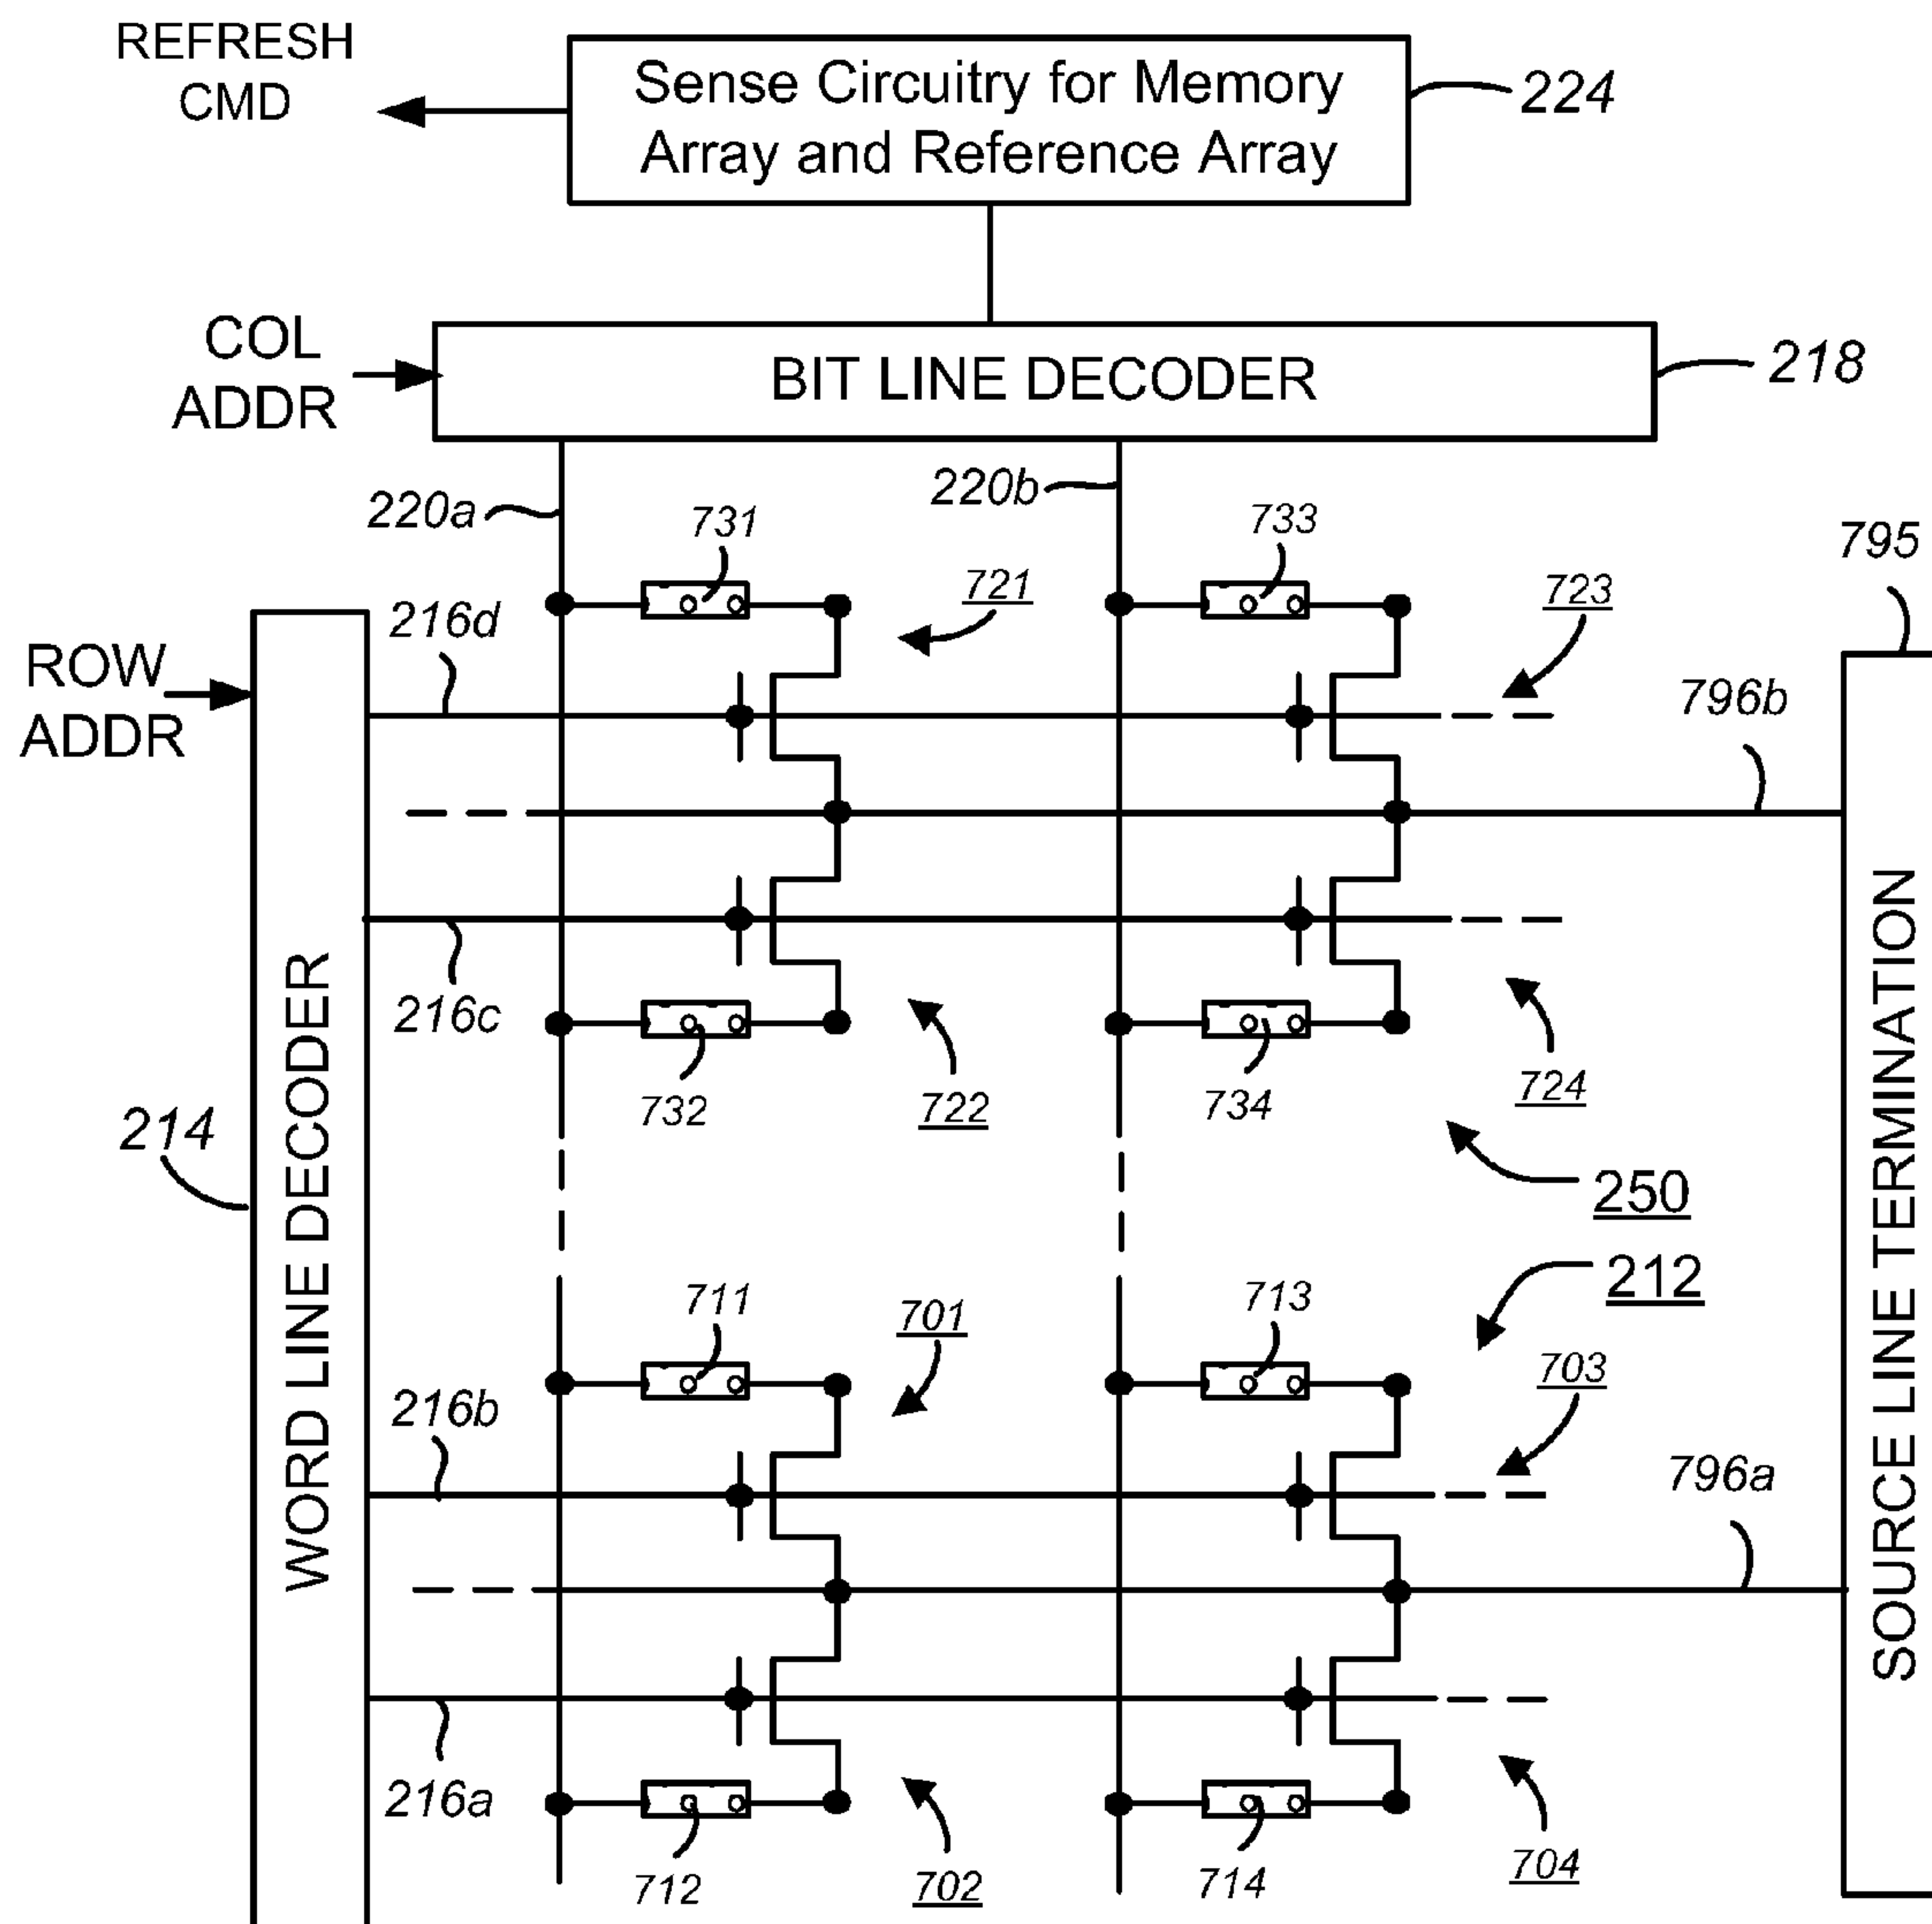 REFRESH
CMD
Sense Circuitry for Memory
Array and Reference Array
224
COL
ADDR
BIT LINE DECODER
218
220a
731
220b
733
795
721
723
216d
ROW
ADDR
796b
216c
732
722
734
724
214
WORD LINE DECODER
250
212
SOURCE LINE TERMINATION
711
701
713
703
216b
796a
216a
712
702
714
704